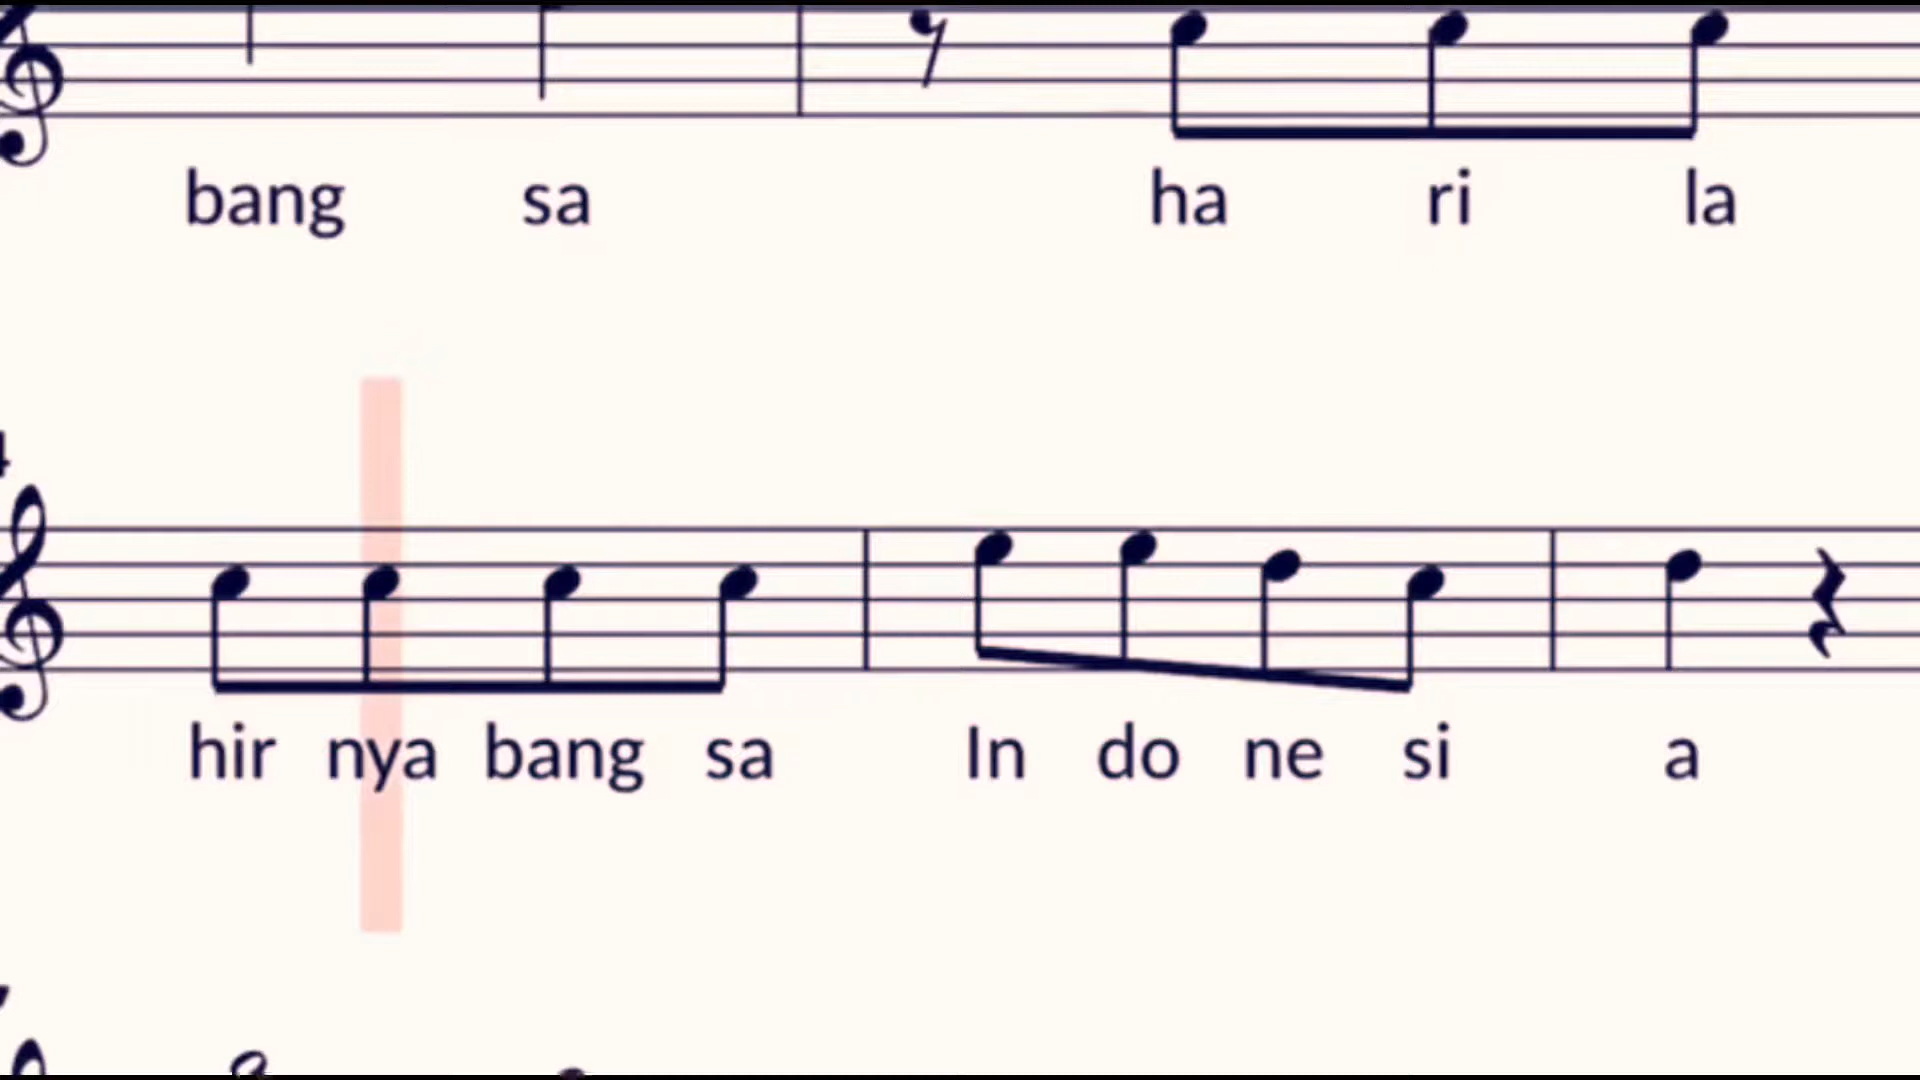 bang sa ha ri la
hir nya bang sa In do ne si a